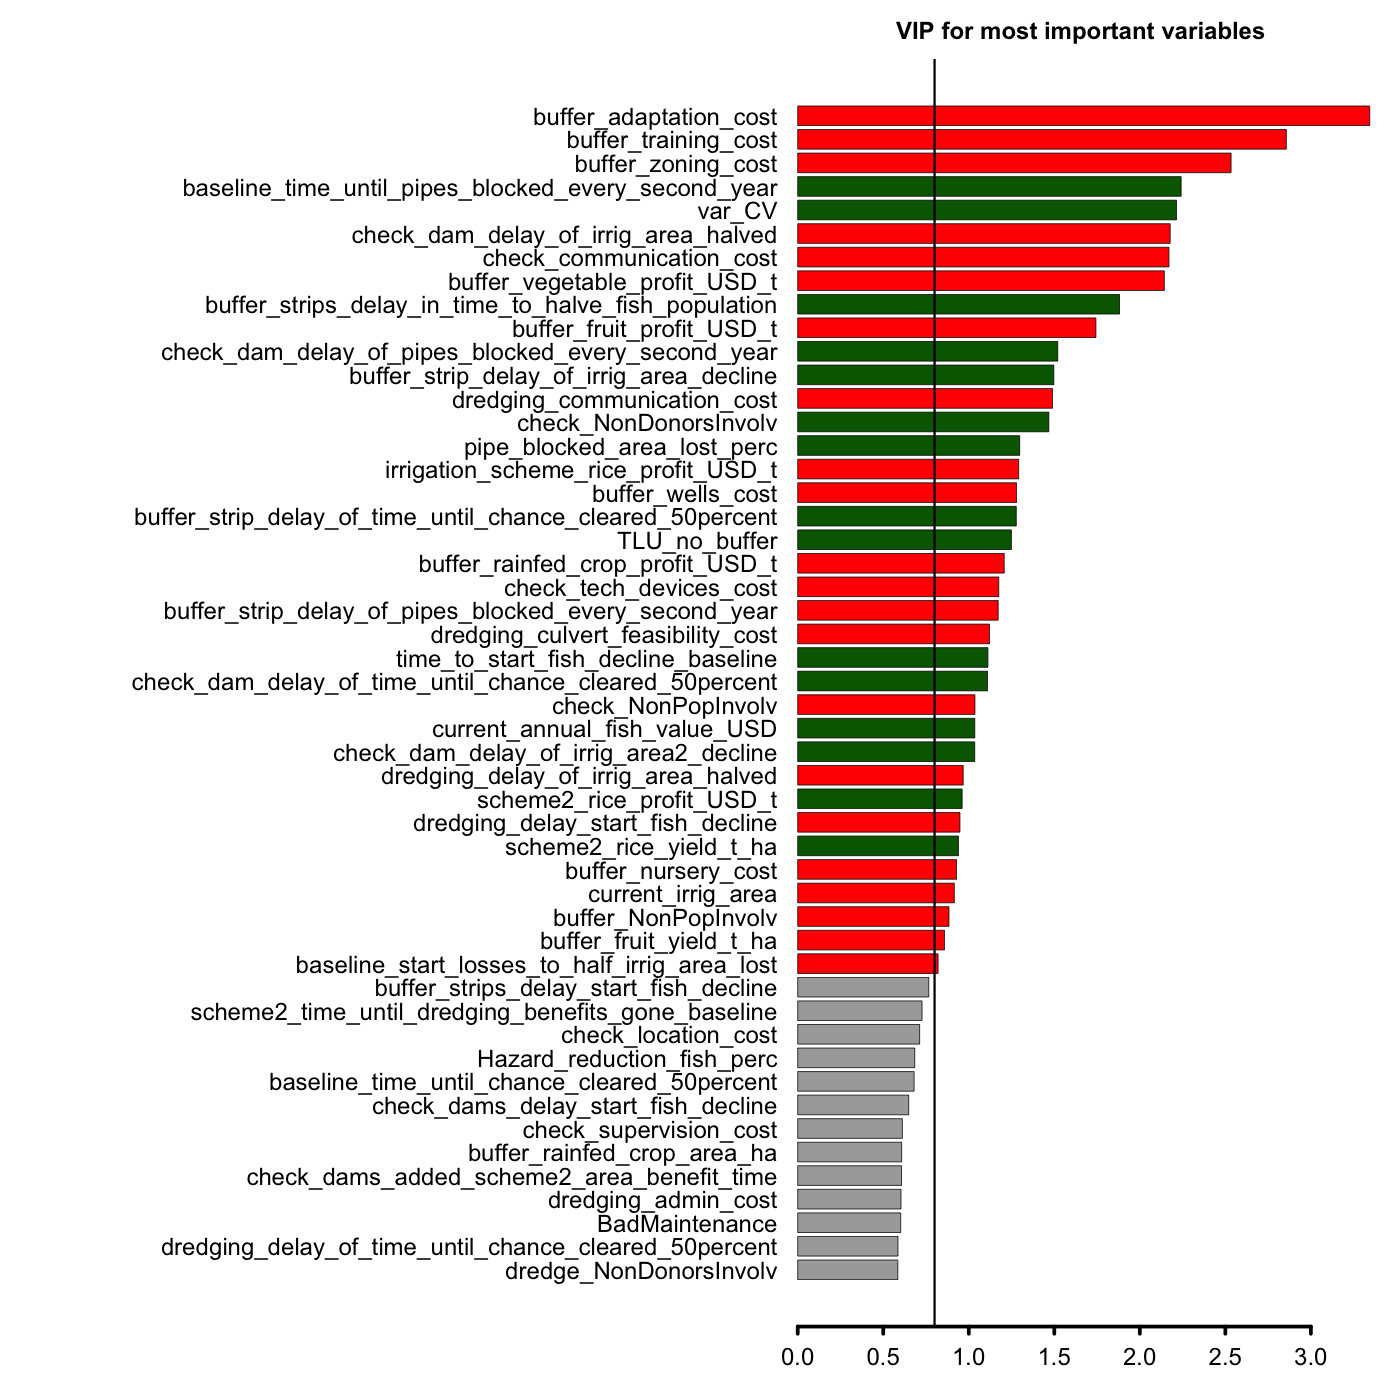 VIP for most important variables
buffer_adaptation_cost
buffer_training_cost
buffer_zoning_cost
baseline_time_until_pipes_blocked_every_second_year
var_CV
check_dam_delay_of_irrig_area_halved
check_communication_cost
buffer_vegetable_profit_USD_t
buffer_strips_delay_in_time_to_halve_fish_population
buffer_fruit_profit_USD_t
check_dam_delay_of_pipes_blocked_every_second_year
buffer_strip_delay_of_irrig_area_decline
dredging_communication_cost
check_NonDonorsInvolv
pipe_blocked_area_lost_perc
irrigation_scheme_rice_profit_USD_t
buffer_wells_cost
buffer_strip_delay_of_time_until_chance_cleared_50percent
TLU_no_buffer
buffer_rainfed_crop_profit_USD_t
check_tech_devices_cost
buffer_strip_delay_of_pipes_blocked_every_second_year
dredging_culvert_feasibility_cost
time_to_start_fish_decline_baseline
check_dam_delay_of_time_until_chance_cleared_50percent
check_NonPopInvolv
current_annual_fish_value_USD
check_dam_delay_of_irrig_area2_decline
dredging_delay_of_irrig_area_halved
scheme2_rice_profit_USD_t
dredging_delay_start_fish_decline
scheme2_rice_yield_t_ha
buffer_nursery_cost
current_irrig_area
buffer_NonPopInvolv
buffer_fruit_yield_t_ha
baseline_start_losses_to_half_irrig_area_lost
buffer_strips_delay_start_fish_decline
scheme2_time_until_dredging_benefits_gone_baseline
check_location_cost
Hazard_reduction_fish_perc
baseline_time_until_chance_cleared_50percent
check_dams_delay_start_fish_decline
check_supervision_cost
buffer_rainfed_crop_area_ha
check_dams_added_scheme2_area_benefit_time
dredging_admin_cost
BadMaintenance
dredging_delay_of_time_until_chance_cleared_50percent
dredge_NonDonorsInvolv
0.0 0.5 1.0 1.5 2.0 2.5 3.0